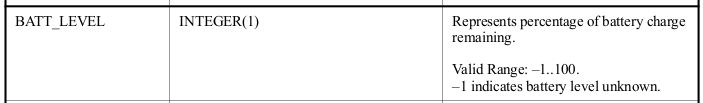 BATT_LEVEL
INTEGER(1)
Represents percentage of battery charge
remaining.
Valid Range: –1..100.
–1 indicates battery level unknown.